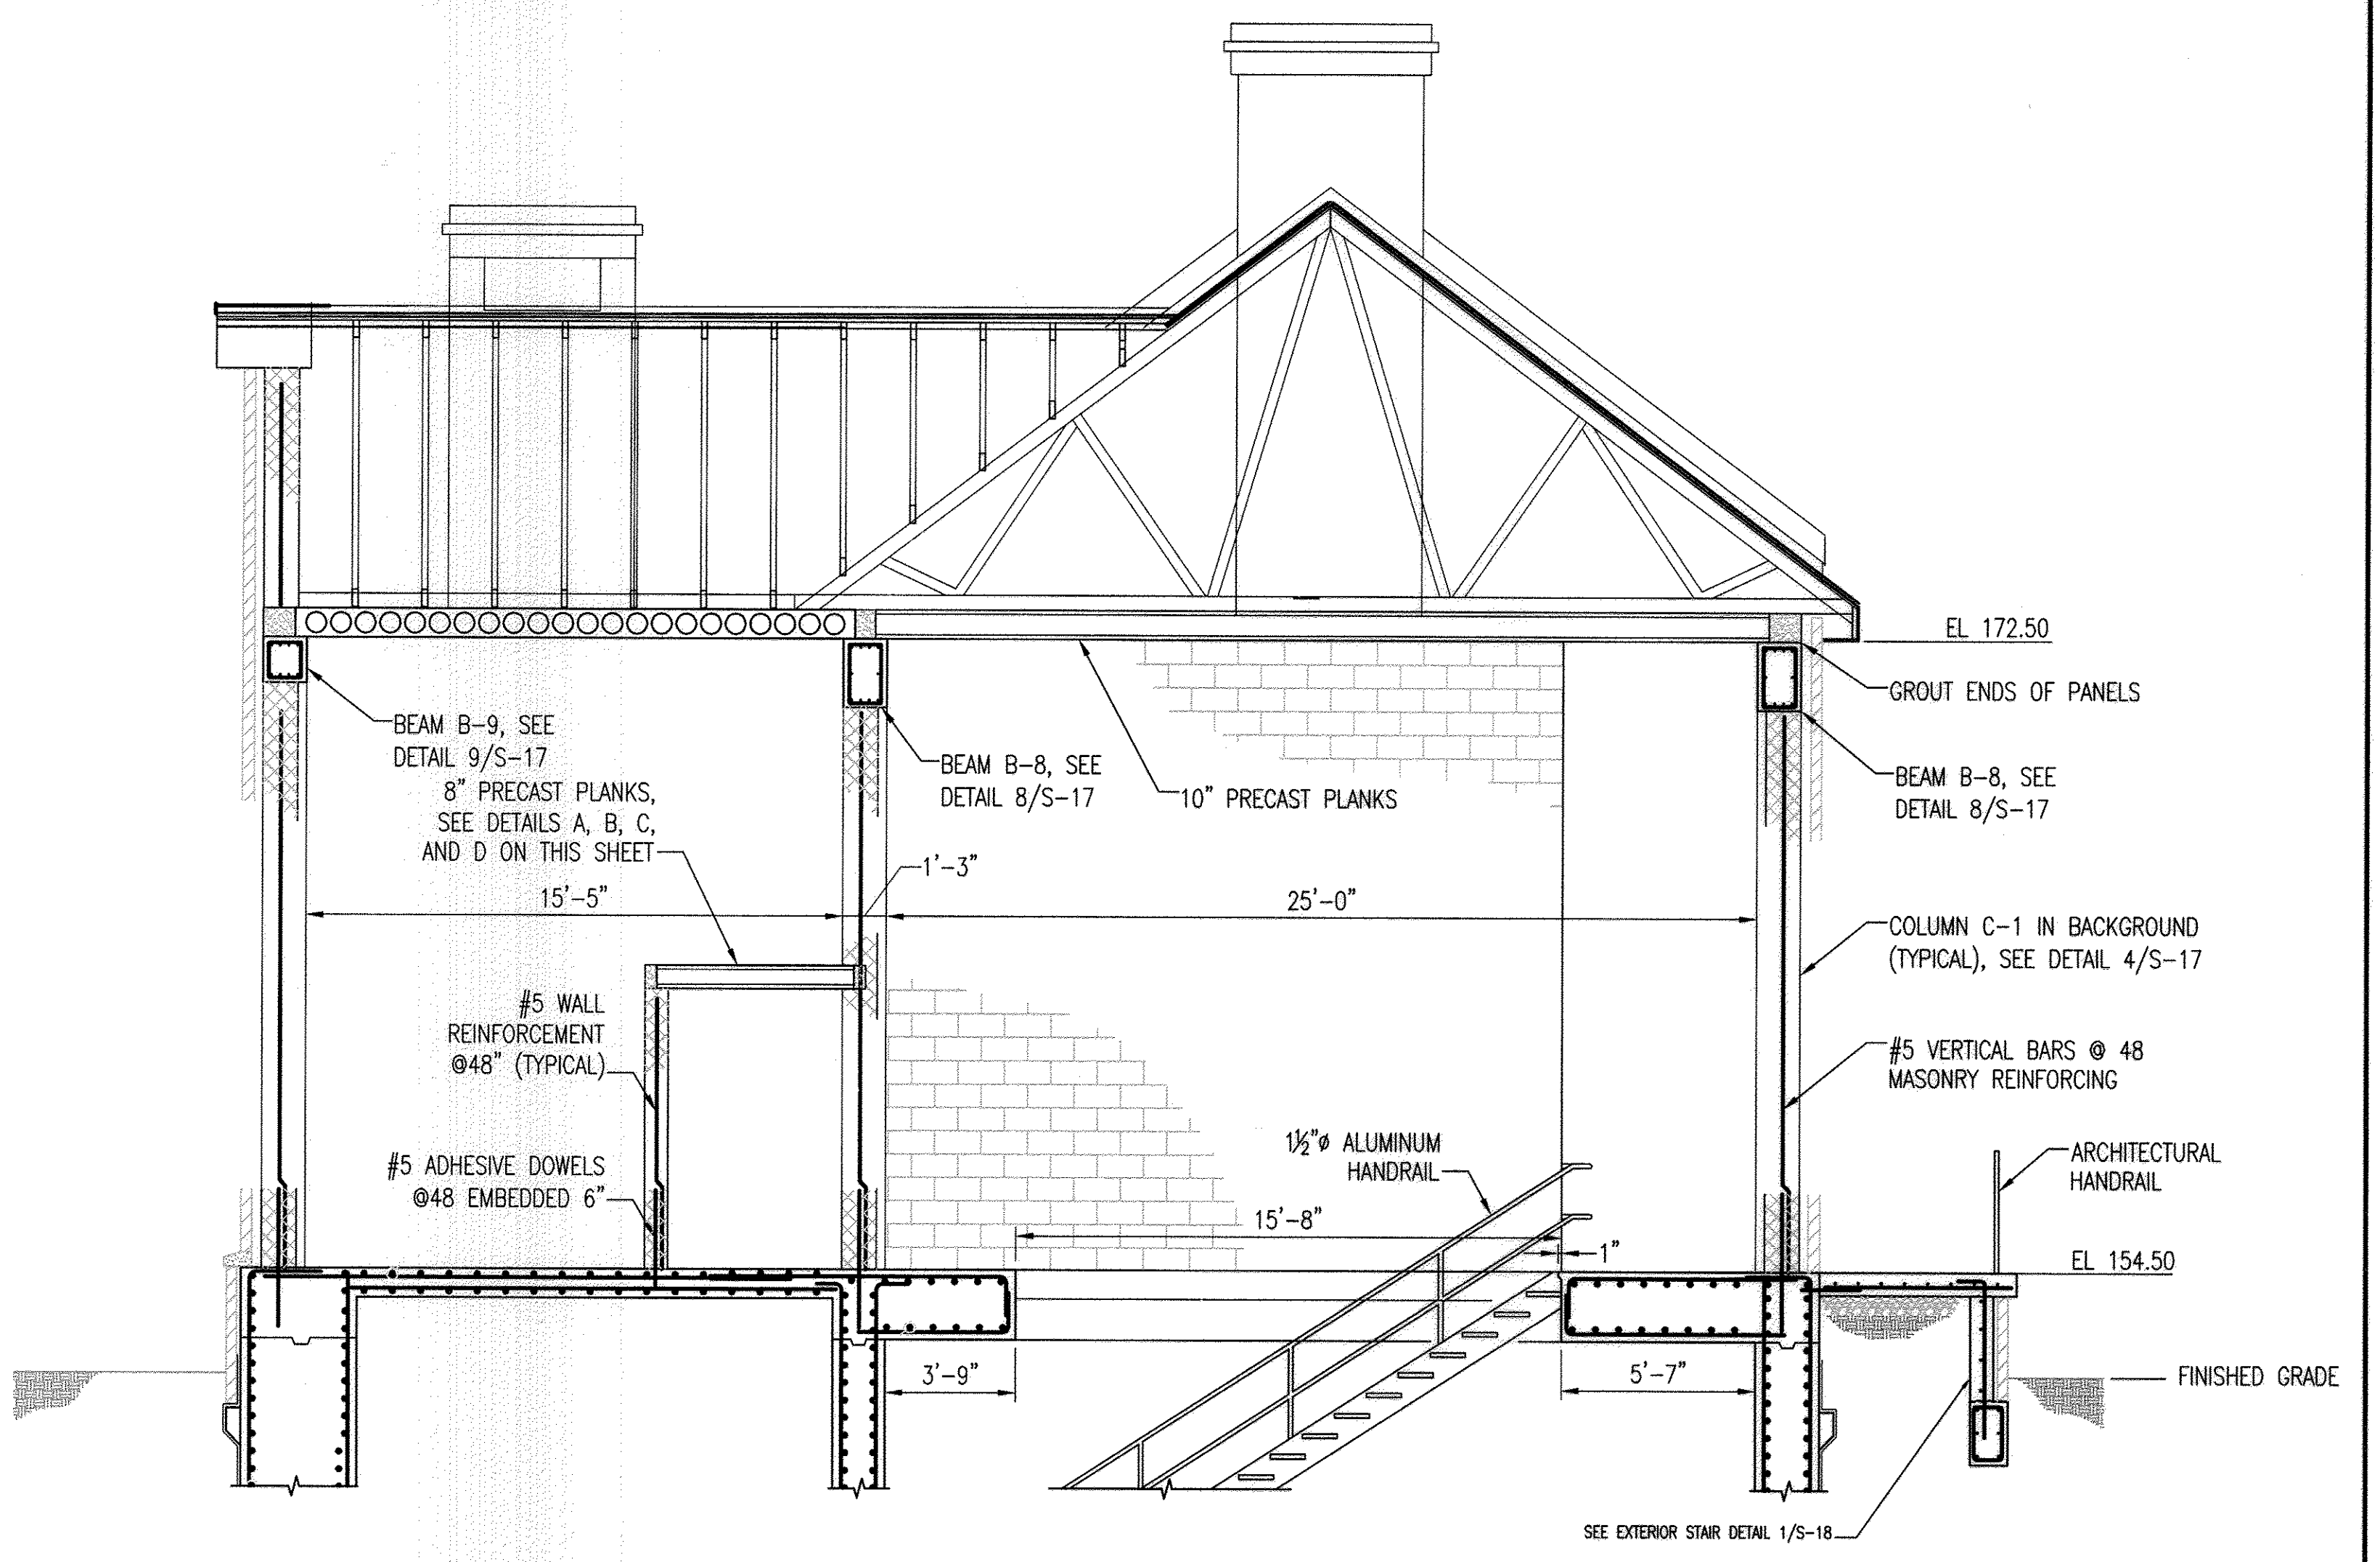 EL 172.50
GROUT ENDS OF PANELS
BEAM B-9, SEE
DETAIL 9/S-17
8" PRECAST PLANKS,
SEE DETAILS A, B, C,
AND D ON THIS SHEET
BEAM B-8, SEE
DETAIL 8/S-17
10" PRECAST PLANKS
BEAM B-8, SEE
DETAIL 8/S-17
1'-3"
15'-5"
25'-0"
COLUMN C-1 IN BACKGROUND
(TYPICAL), SEE DETAIL 4/S-17
#5 WALL
REINFORCEMENT
@48" (TYPICAL)
#5 VERTICAL BARS @ 48
MASONRY REINFORCING
1½"ø ALUMINUM
HANDRAIL
ARCHITECTURAL
HANDRAIL
#5 ADHESIVE DOWELS
@48 EMBEDDED 6"
15'-8"
1"
EL 154.50
3'-9"
5'-7"
FINISHED GRADE
SEE EXTERIOR STAIR DETAIL 1/S-18